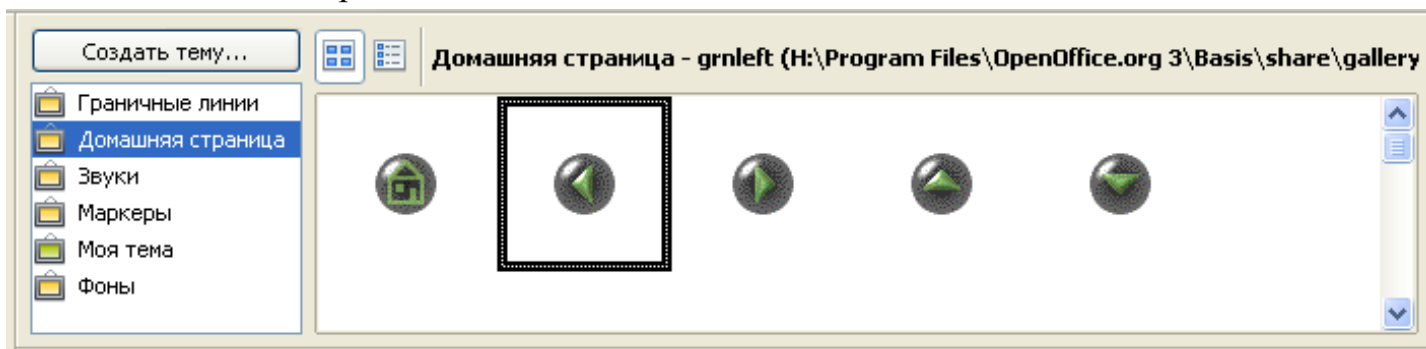 Создать тему...
Домашняя страница - grnleft (H:\Program Files\OpenOffice.org 3\Basis\share\gallery
Граничные линии
Домашняя страница
Звуки
Маркеры
Моя тема
Фоны